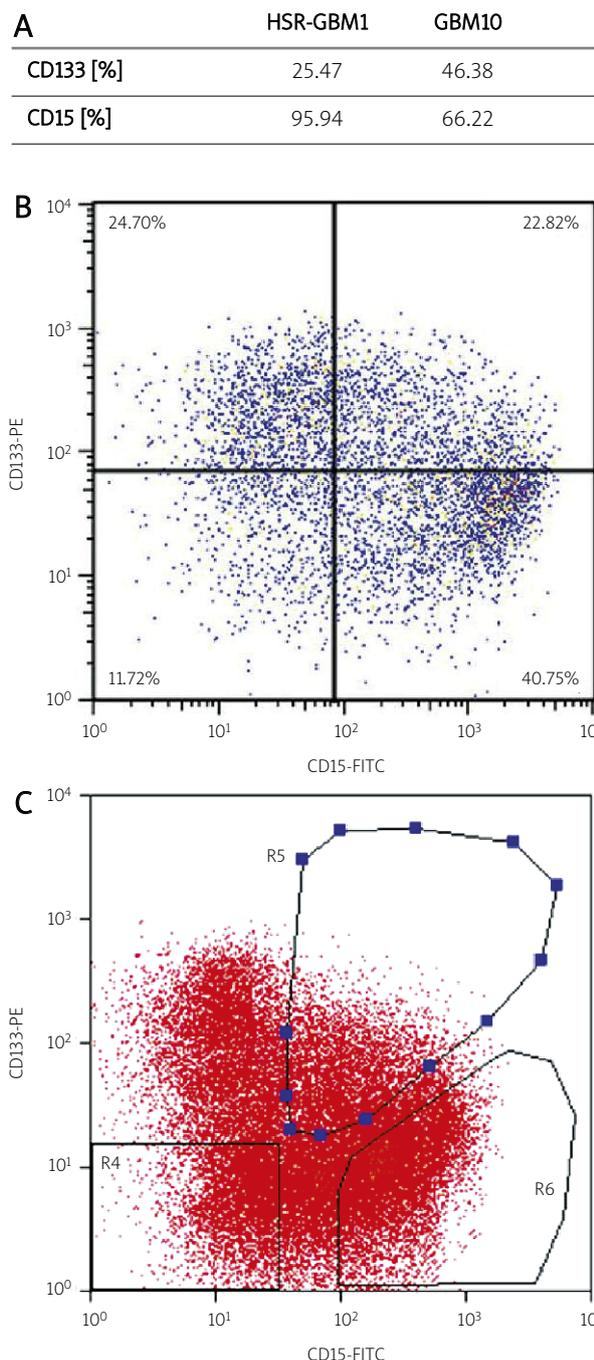 A HSR-GBM1 GBM10
CD133 [%] 25.47 46.38
CD15 [%] 95.94 66.22
B
10⁴
24.70% 22.82%
10³
10²
CD133-PE
10¹
11.72% 40.75%
10⁰
10⁰ 10¹ 10² 10³ 10
CD15-FITC
C
10⁴
R5
10³
10²
CD133-PE
R4
10¹
R6
10⁰
10⁰ 10¹ 10² 10³ 10
CD15-FITC